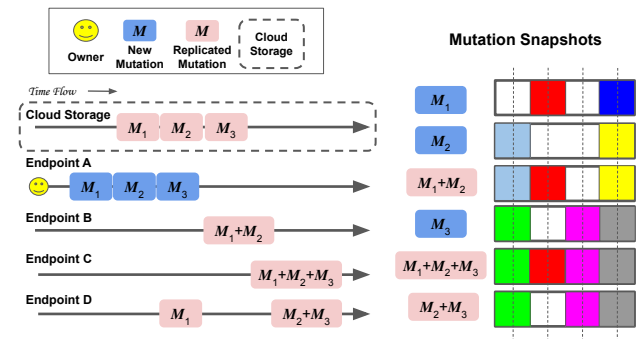 M
M
Owner
New
Mutation
Replicated
Mutation
Cloud
Storage
Time Flow
Cloud Storage
M1
M2
M3
Endpoint A
M1
M2
M3
Endpoint B
M1+M2
Endpoint C
M1+M2+M3
Endpoint D
M1
M2+M3
Mutation Snapshots
M1
M2
M1+M2
M3
M1+M2+M3
M2+M3